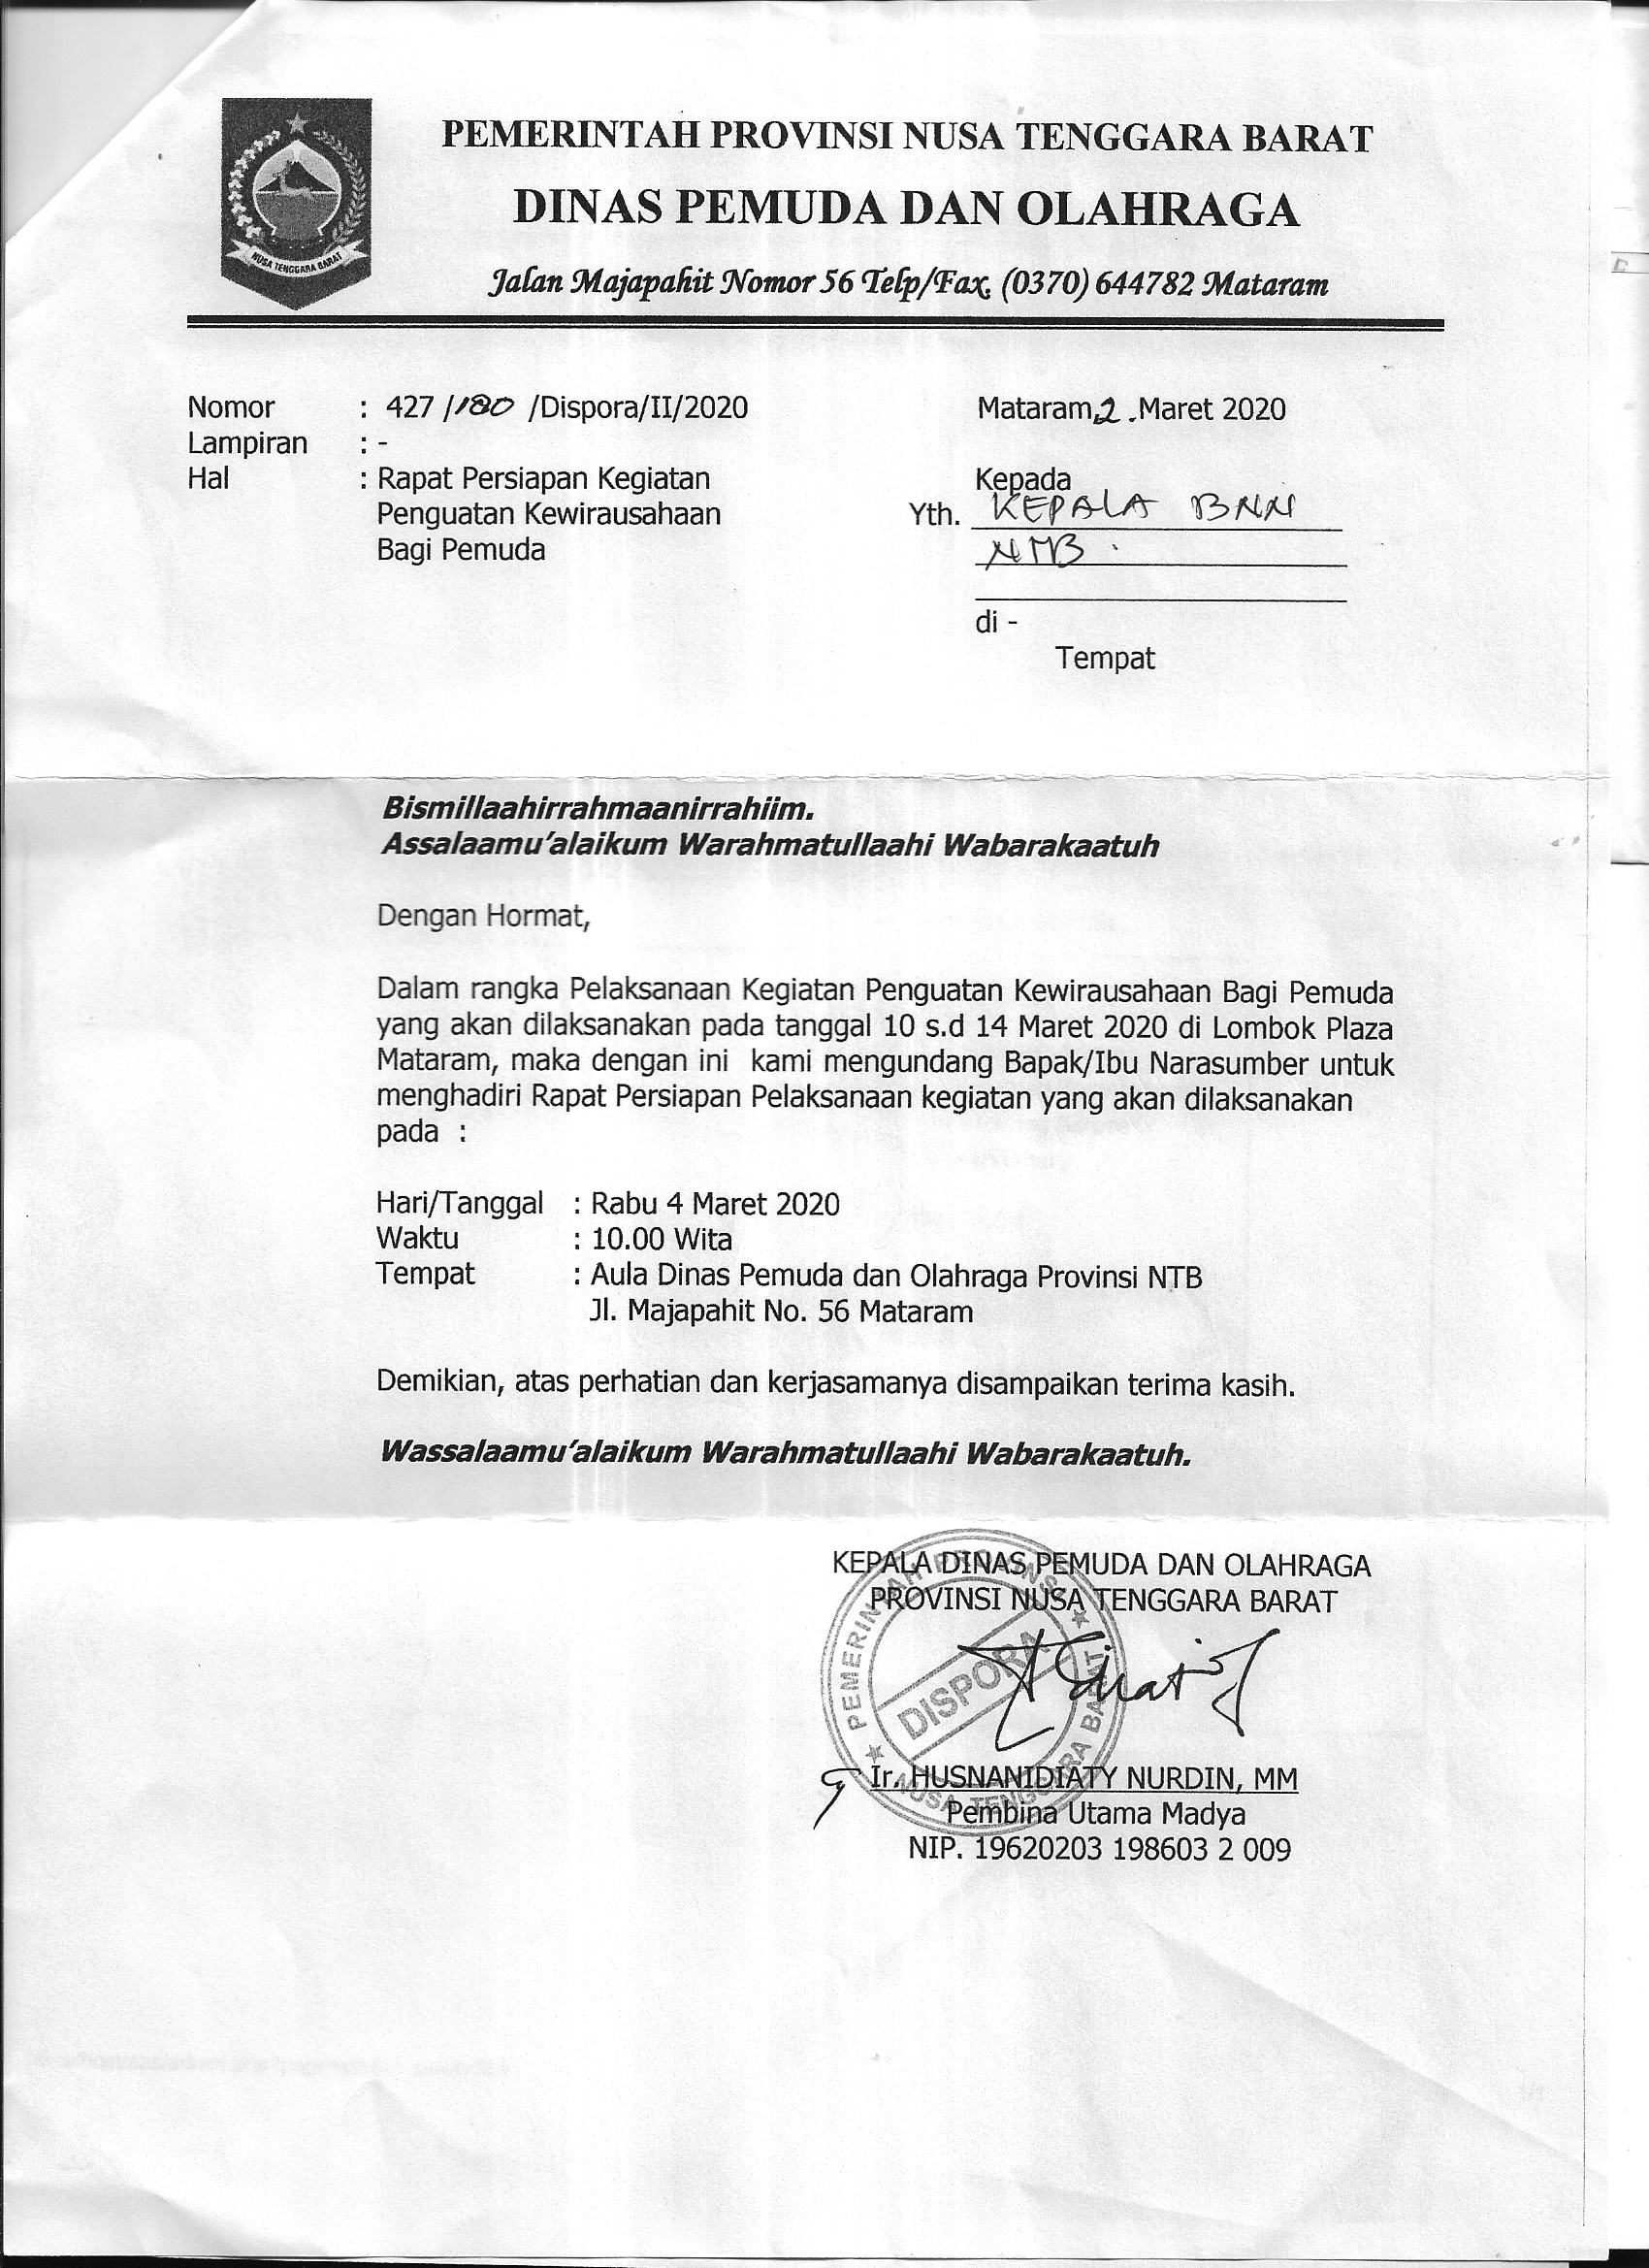 PEMERINTAH PROVINSI NUSA TENGGARA BARAT
DINAS PEMUDA DAN OLAHRAGA
Jalan Majapahit Nomor 56 Telp/Fax. (0370) 644782 Mataram
NUSA TENGGARA BARAT
Nomor : 427 /180 /Dispora/II/2020
Mataram, 2 . Maret 2020
Lampiran : -
Hal : Rapat Persiapan Kegiatan
Penguatan Kewirausahaan
Bagi Pemuda
Kepada
Yth. KEPALA BNN
NTB .
di -
Tempat
Bismillaahirrahmaanirrahiim.
Assalaamu’alaikum Warahmatullaahi Wabarakaatuh
Dengan Hormat,
Dalam rangka Pelaksanaan Kegiatan Penguatan Kewirausahaan Bagi Pemuda
yang akan dilaksanakan pada tanggal 10 s.d 14 Maret 2020 di Lombok Plaza
Mataram, maka dengan ini kami mengundang Bapak/Ibu Narasumber untuk
menghadiri Rapat Persiapan Pelaksanaan kegiatan yang akan dilaksanakan
pada :
Hari/Tanggal : Rabu 4 Maret 2020
Waktu : 10.00 Wita
Tempat : Aula Dinas Pemuda dan Olahraga Provinsi NTB
Jl. Majapahit No. 56 Mataram
Demikian, atas perhatian dan kerjasamanya disampaikan terima kasih.
Wassalaamu’alaikum Warahmatullaahi Wabarakaatuh.
KEPALA DINAS PEMUDA DAN OLAHRAGA
PROVINSI NUSA TENGGARA BARAT
PEMERINTAH PROVINSI
DISPORA
NUSA TENGGARA BARAT
Ir. HUSNANIDIATY NURDIN, MM
Pembina Utama Madya
NIP. 19620203 198603 2 009